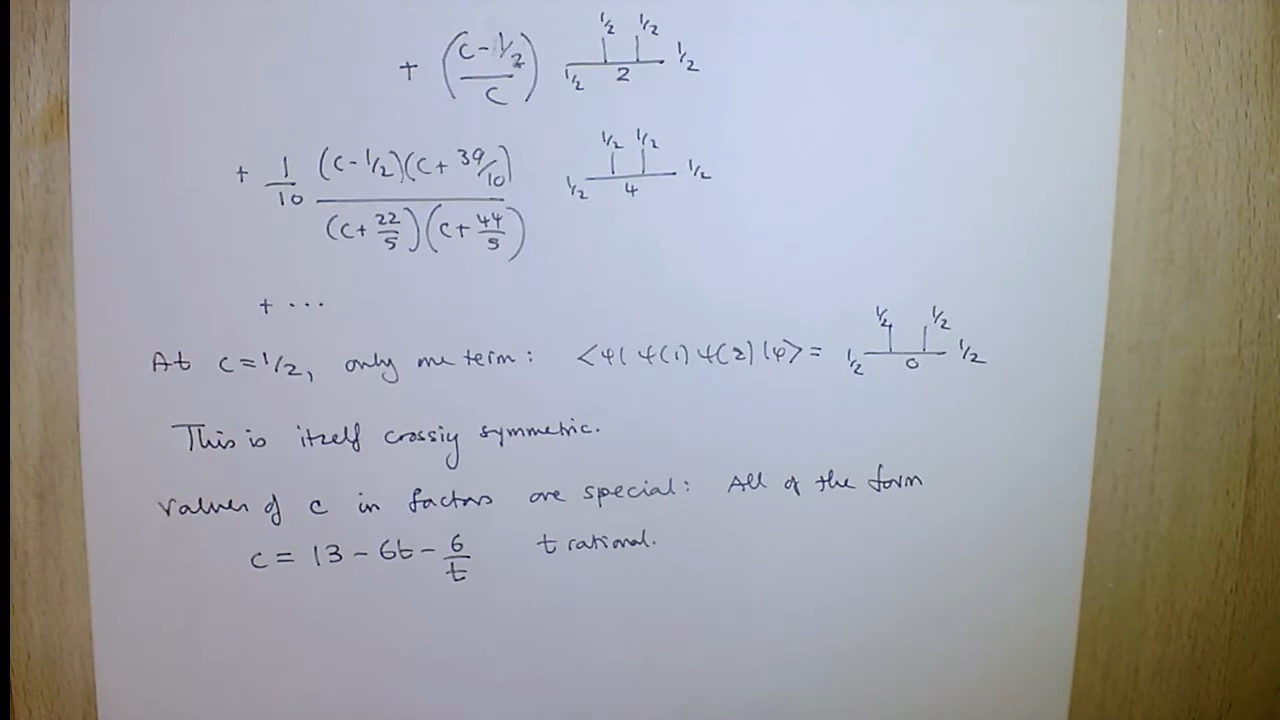 1/2 1/2
+ ( (c-1/2) / c ) 1/2 2 1/2
1/2 1/2
+ 1/10 (c-1/2)(c+39/10) / (c+22/5)(c+44/5) 1/2 4 1/2
+ ...
1/2 1/2
At c=1/2, only one term: <ψ| ψ(1) ψ(2) |ψ> = 1/2 0 1/2
This is itself crossing symmetric.
Values of c in factors are special: All of the form
c = 13 - 6t - 6/t t rational.